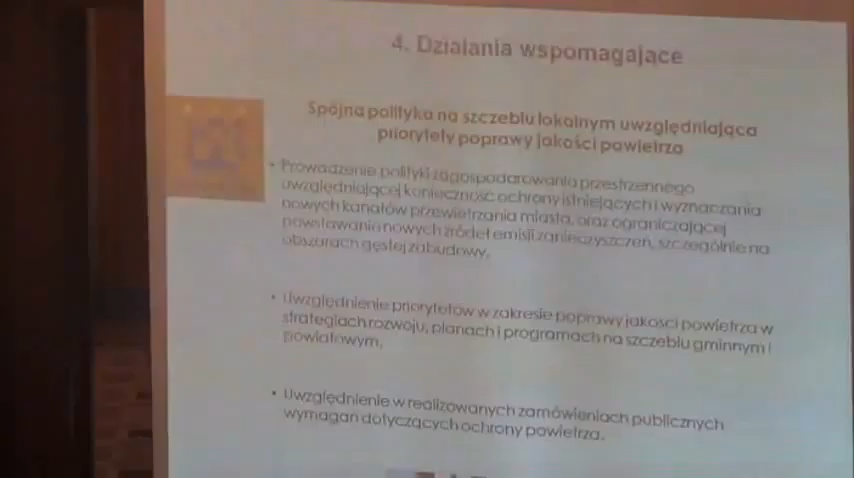 4. Działania wspomagające
Spójna polityka na szczeblu lokalnym uwzględniająca
priorytety poprawy jakości powietrza
• Prowadzenie polityki zagospodarowania przestrzennego
uwzględniającej konieczność ochrony istniejących i wyznaczania
nowych kanałów przewietrzania miasta, oraz ograniczającej
powstawanie nowych źródeł emisji zanieczyszczeń, szczególnie na
obszarach gęstej zabudowy,
• Uwzględnienie priorytetów w zakresie poprawy jakości powietrza w
strategiach rozwoju, planach i programach na szczeblu gminnym i
powiatowym,
• Uwzględnienie w realizowanych zamówieniach publicznych
wymagań dotyczących ochrony powietrza.